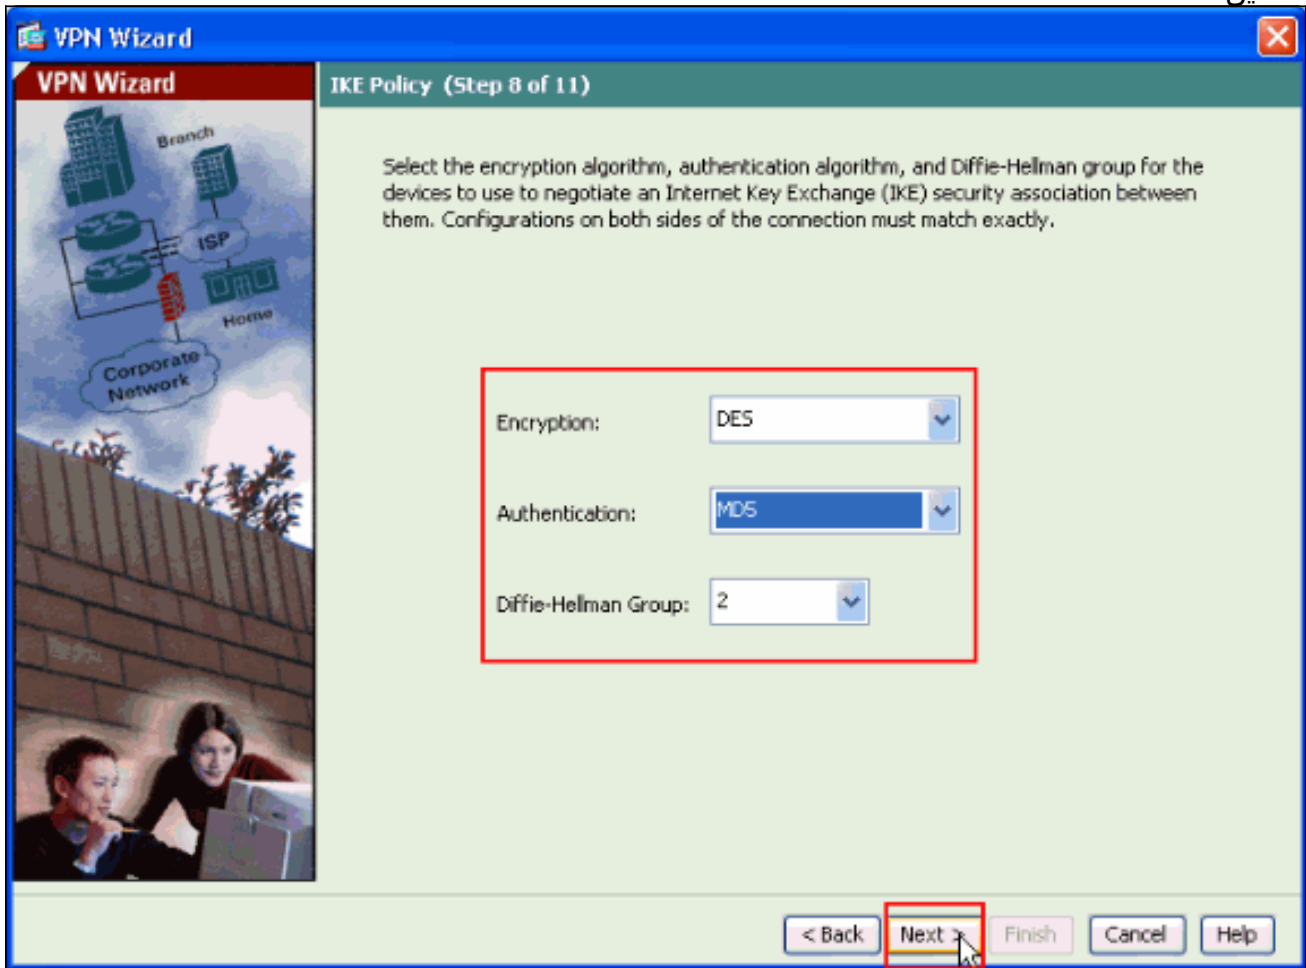 VPN Wizard
VPN Wizard
IKE Policy (Step 8 of 11)
Branch
ISP
Home
Corporate
Network
Select the encryption algorithm, authentication algorithm, and Diffie-Hellman group for the
devices to use to negotiate an Internet Key Exchange (IKE) security association between
them. Configurations on both sides of the connection must match exactly.
Encryption: DES
Authentication: MD5
Diffie-Hellman Group: 2
< Back Next > Finish Cancel Help